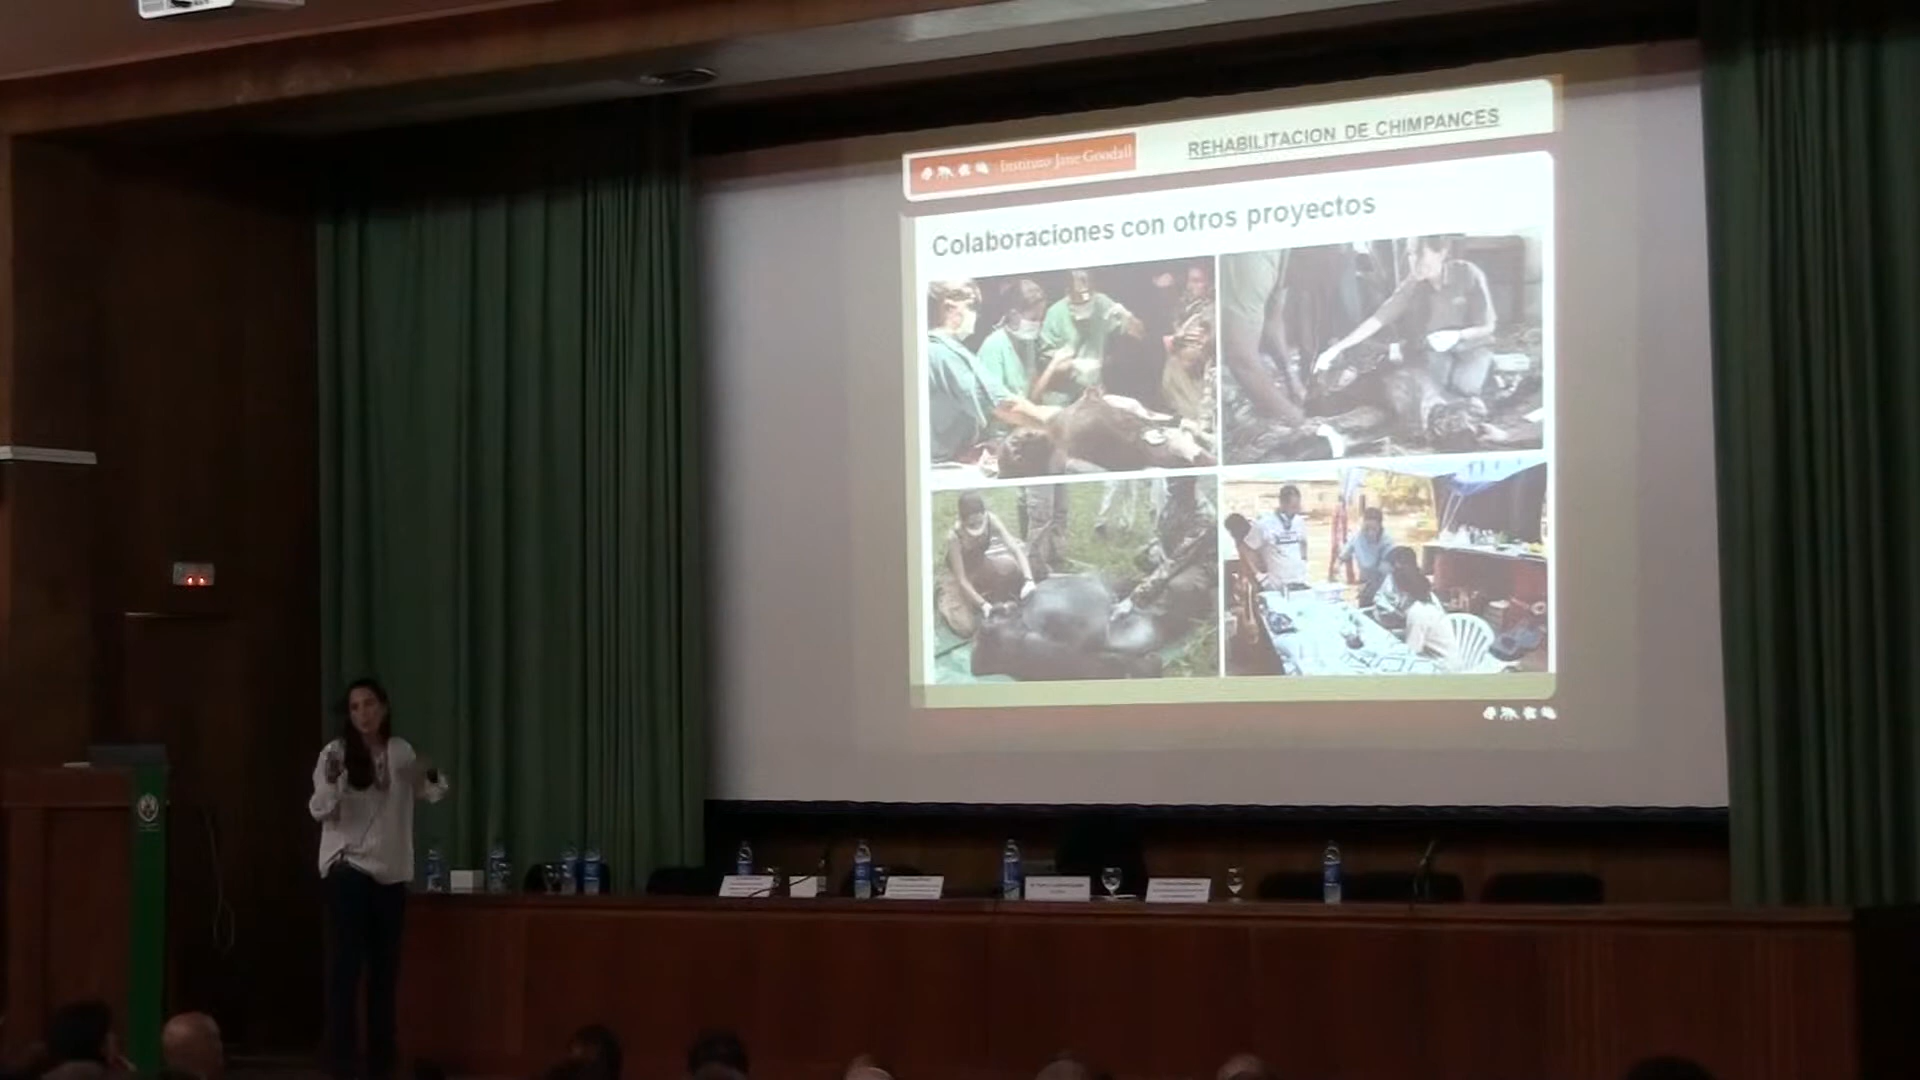 Instituto Jane Goodall
REHABILITACION DE CHIMPANCES
Colaboraciones con otros proyectos